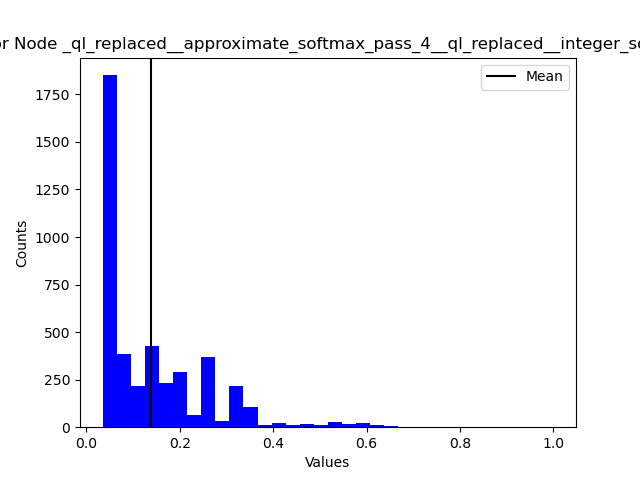 or Node _ql_replaced__approximate_softmax_pass_4__ql_replaced__integer_so
Mean
Counts
1750
1500
1250
1000
750
500
250
0
0.0 0.2 0.4 0.6 0.8 1.0
Values